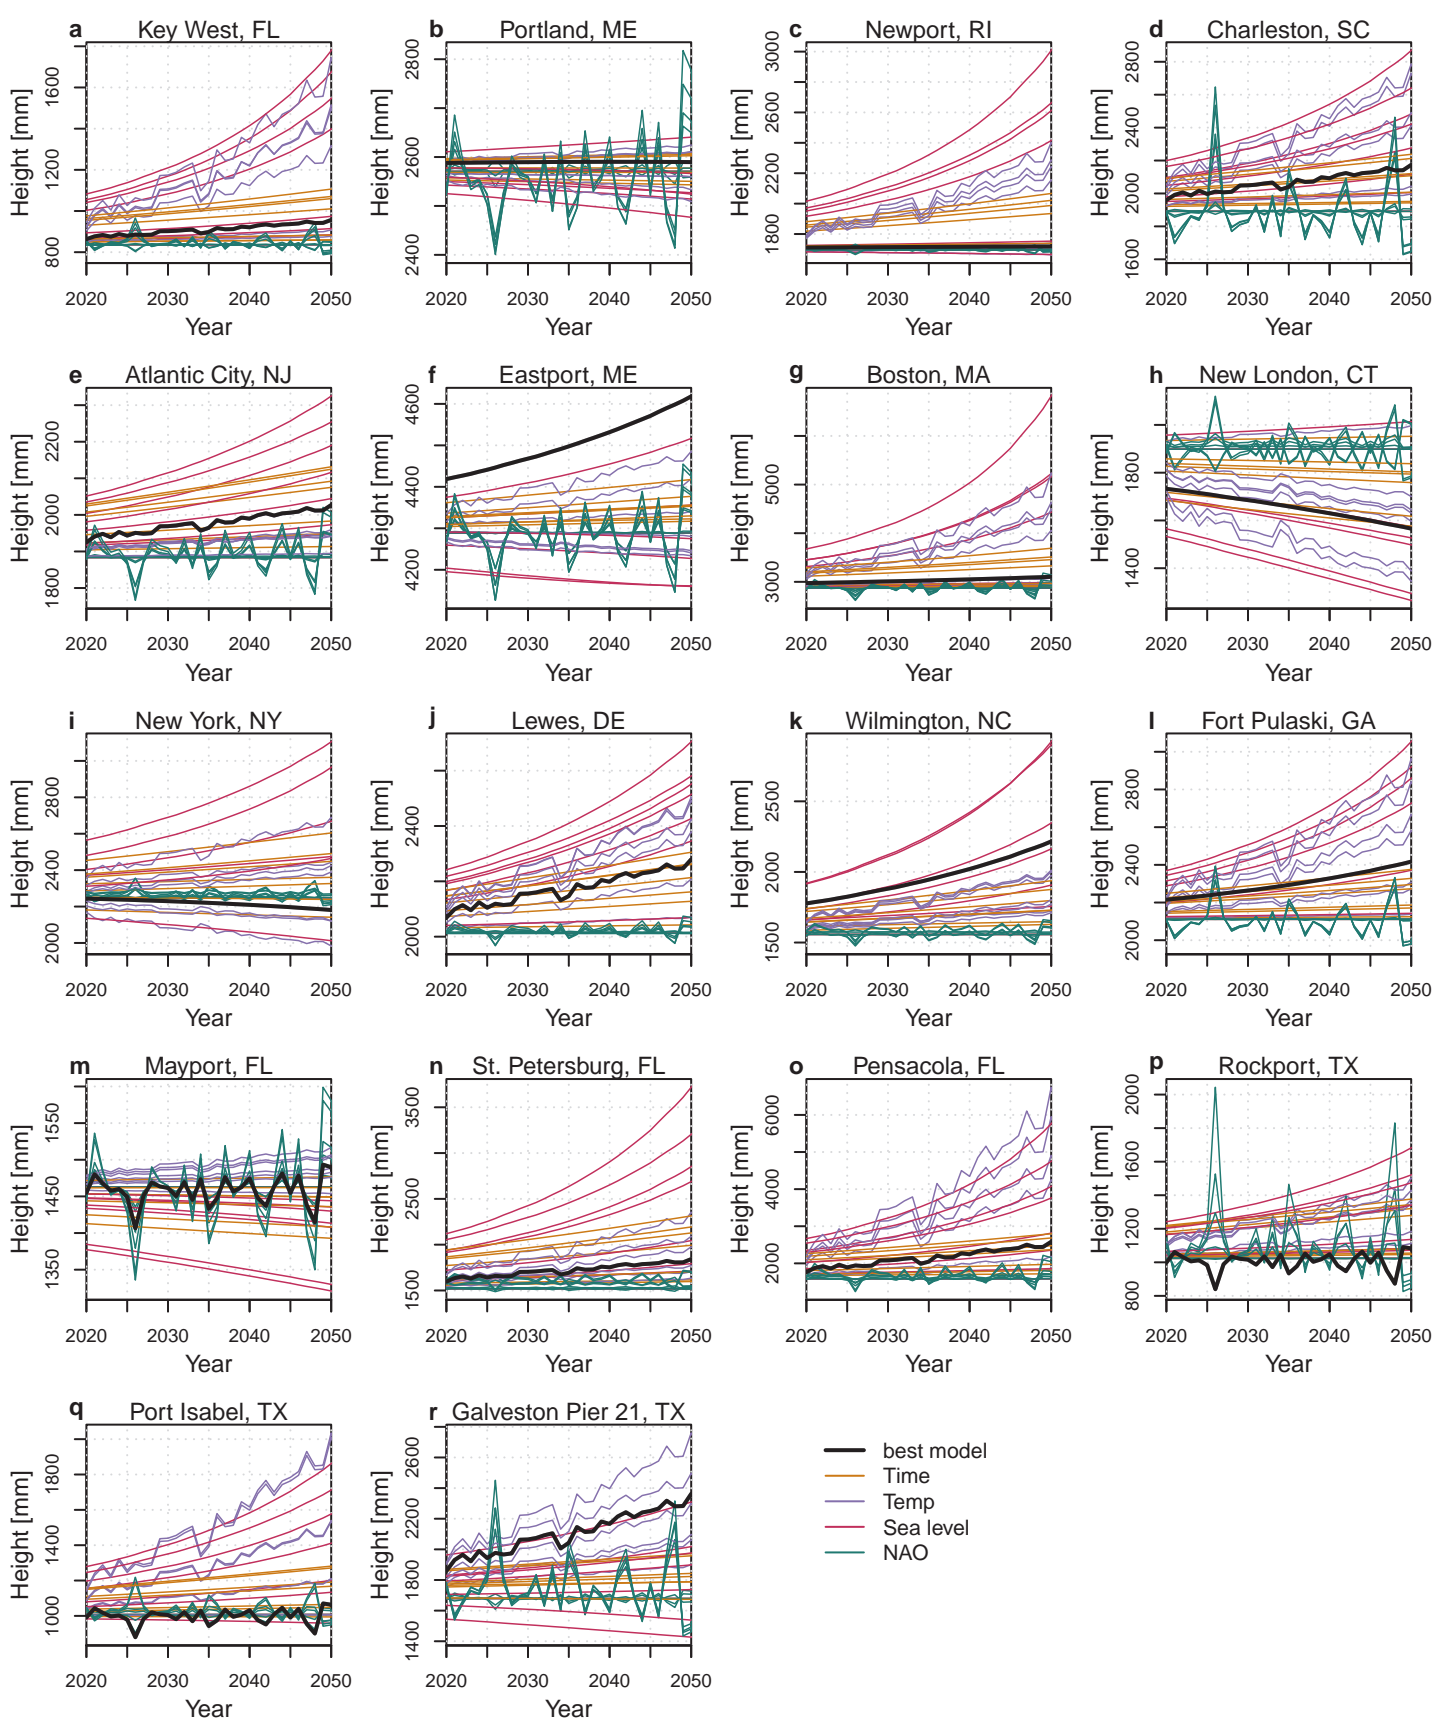 a Key West, FL
Height [mm]
800 1200 1600
2020 2030 2040 2050
Year
b Portland, ME
Height [mm]
2400 2600 2800
2020 2030 2040 2050
Year
c Newport, RI
Height [mm]
1800 2200 2600 3000
2020 2030 2040 2050
Year
d Charleston, SC
Height [mm]
1600 2000 2400 2800
2020 2030 2040 2050
Year
e Atlantic City, NJ
Height [mm]
1800 2000 2200
2020 2030 2040 2050
Year
f Eastport, ME
Height [mm]
4200 4400 4600
2020 2030 2040 2050
Year
g Boston, MA
Height [mm]
3000 5000
2020 2030 2040 2050
Year
h New London, CT
Height [mm]
1400 1800
2020 2030 2040 2050
Year
i New York, NY
Height [mm]
2000 2400 2800
2020 2030 2040 2050
Year
j Lewes, DE
Height [mm]
2000 2400
2020 2030 2040 2050
Year
k Wilmington, NC
Height [mm]
1500 2000 2500
2020 2030 2040 2050
Year
l Fort Pulaski, GA
Height [mm]
2000 2400 2800
2020 2030 2040 2050
Year
m Mayport, FL
Height [mm]
1350 1450 1550
2020 2030 2040 2050
Year
n St. Petersburg, FL
Height [mm]
1500 2500 3500
2020 2030 2040 2050
Year
o Pensacola, FL
Height [mm]
2000 4000 6000
2020 2030 2040 2050
Year
p Rockport, TX
Height [mm]
800 1200 1600 2000
2020 2030 2040 2050
Year
q Port Isabel, TX
Height [mm]
1000 1400 1800
2020 2030 2040 2050
Year
r Galveston Pier 21, TX
Height [mm]
1400 1800 2200 2600
2020 2030 2040 2050
Year
best model
Time
Temp
Sea level
NAO